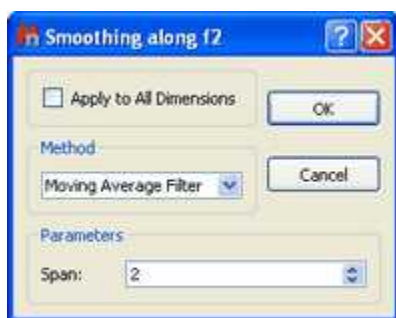 Smoothing along f2
Apply to All Dimensions
OK
Method
Moving Average Filter
Cancel
Parameters
Span: 2